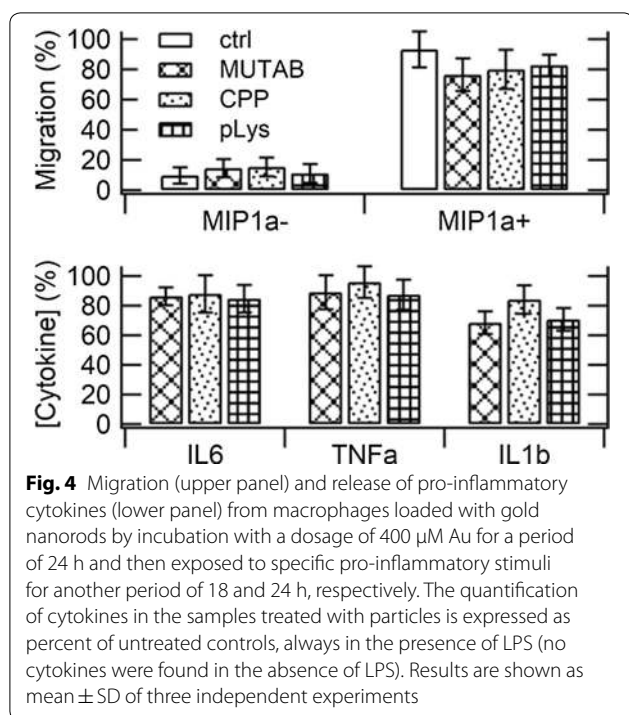 Migration (%)
100
80
60
40
20
0
ctrl
MUTAB
CPP
pLys
MIP1a-
MIP1a+
[Cytokine] (%)
100
80
60
40
20
0
IL6
TNFa
IL1b
Fig. 4 Migration (upper panel) and release of pro-inflammatory
cytokines (lower panel) from macrophages loaded with gold
nanorods by incubation with a dosage of 400 μM Au for a period
of 24 h and then exposed to specific pro-inflammatory stimuli
for another period of 18 and 24 h, respectively. The quantification
of cytokines in the samples treated with particles is expressed as
percent of untreated controls, always in the presence of LPS (no
cytokines were found in the absence of LPS). Results are shown as
mean ± SD of three independent experiments